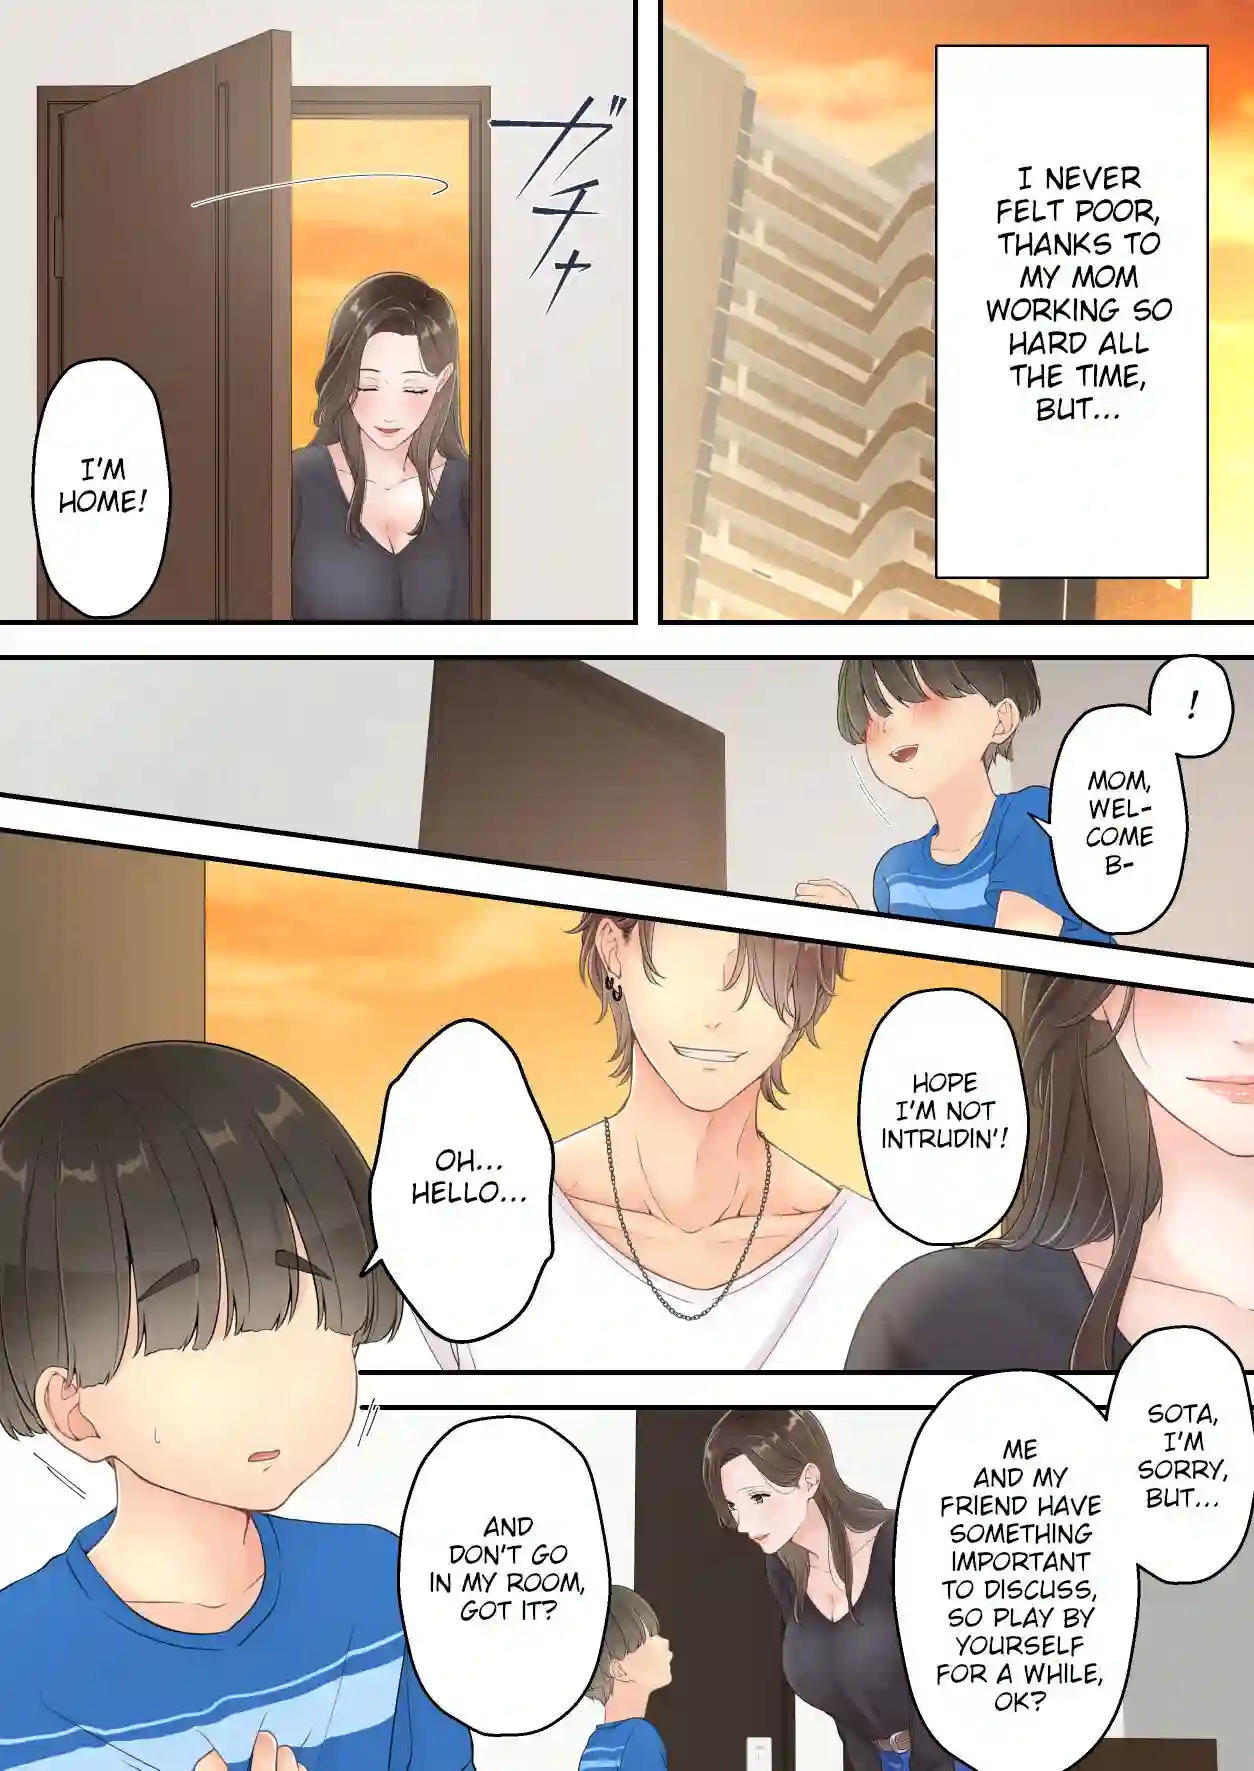 I NEVER
FELT POOR,
THANKS TO
MY MOM
WORKING SO
HARD ALL
THE TIME,
BUT...
ガチャ
I'M
HOME!
!
MOM,
WEL-
COME
B-
HOPE
I'M NOT
INTRUDIN'!
OH...
HELLO...
SOTA,
I'M
SORRY,
BUT...
ME
AND MY
FRIEND HAVE
SOMETHING
IMPORTANT
TO DISCUSS,
SO PLAY BY
YOURSELF
FOR A WHILE,
OK?
AND
DON'T GO
IN MY ROOM,
GOT IT?